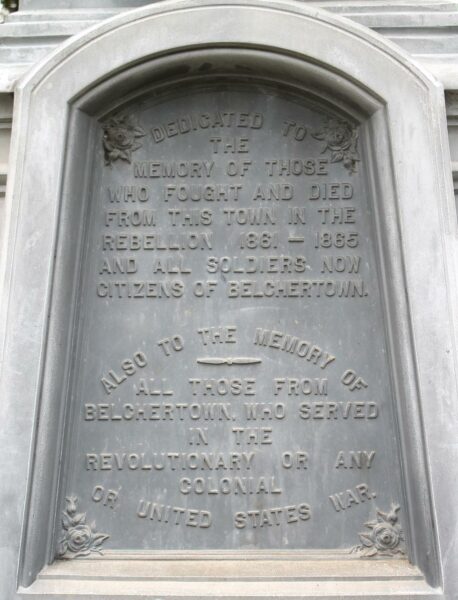 DEDICATED TO
THE
MEMORY OF THOSE
WHO FOUGHT AND DIED
FROM THIS TOWN IN THE
REBELLION 1861 — 1865
AND ALL SOLDIERS NOW
CITIZENS OF BELCHERTOWN.
ALSO TO THE MEMORY OF
ALL THOSE FROM
BELCHERTOWN. WHO SERVED
IN THE
REVOLUTIONARY OR ANY
COLONIAL
OR UNITED STATES WAR.